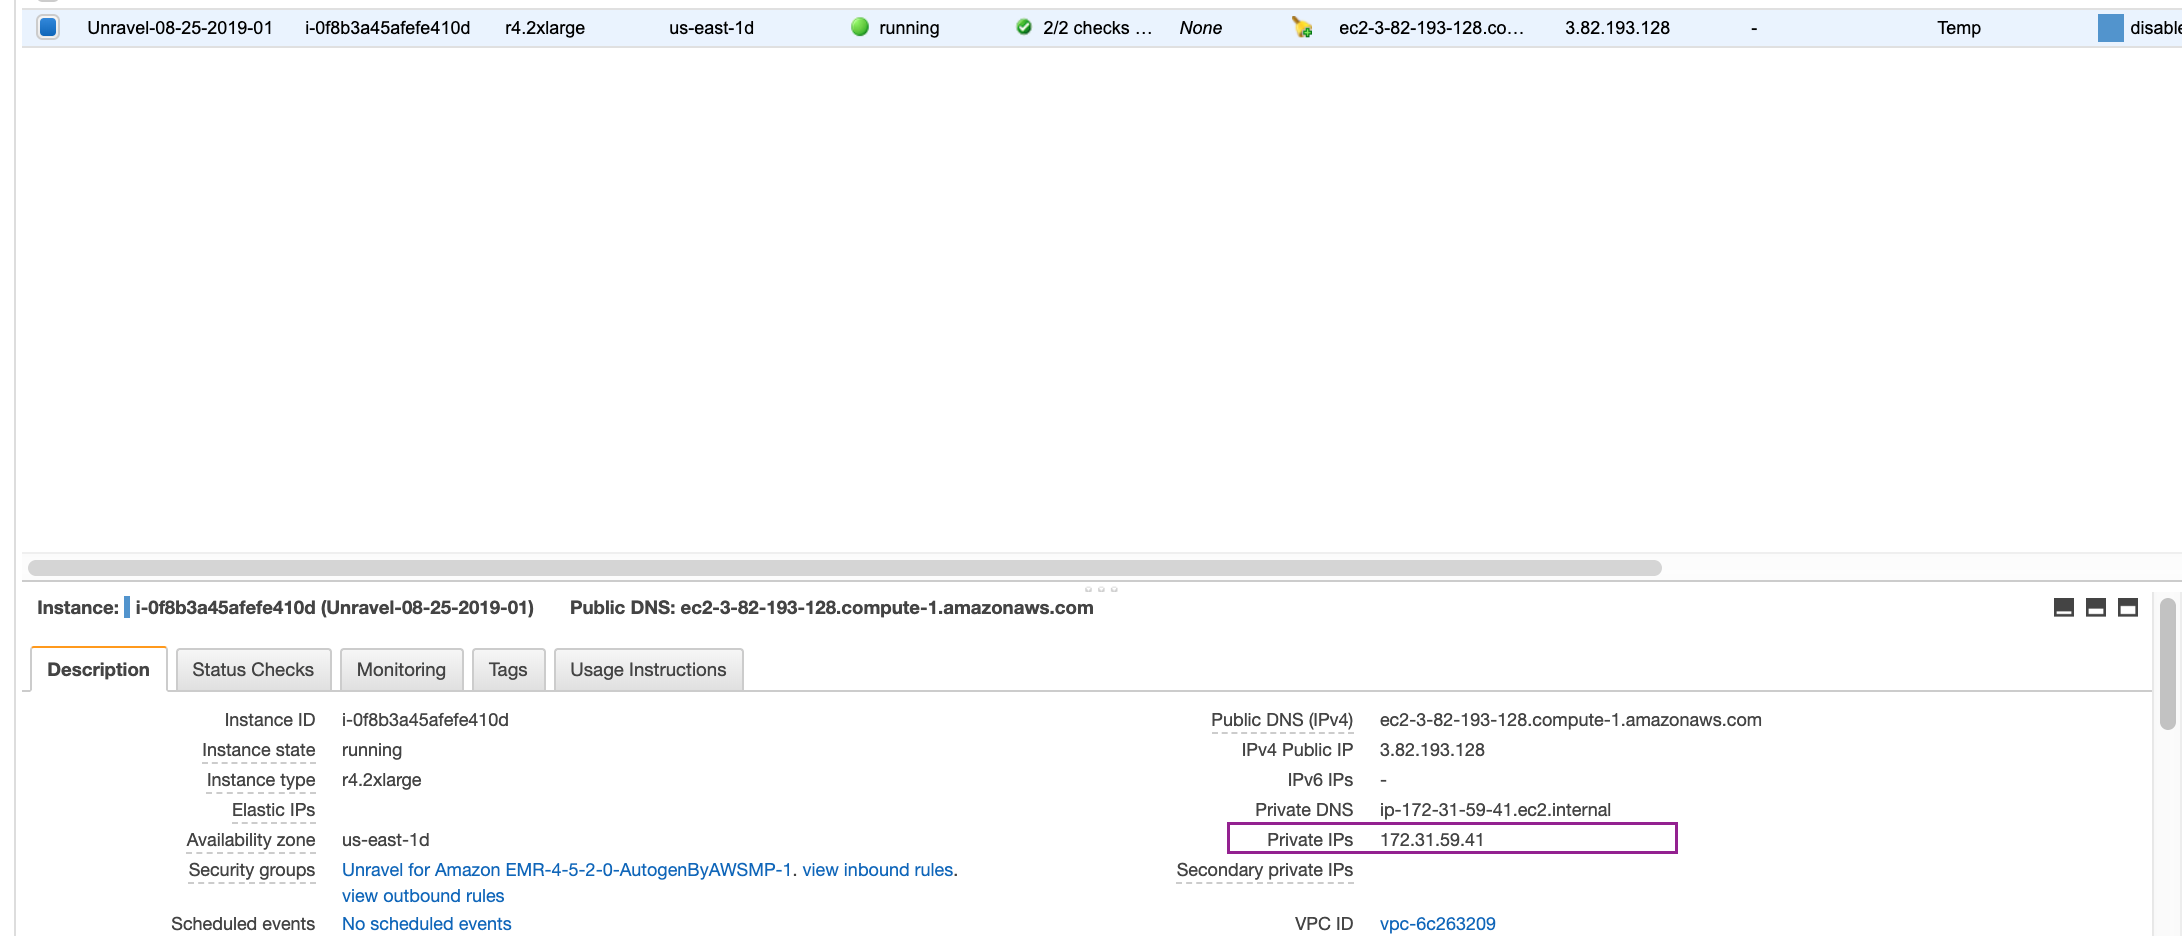 Unravel-08-25-2019-01 i-0f8b3a45afefe410d r4.2xlarge us-east-1d running 2/2 checks … None ec2-3-82-193-128.co… 3.82.193.128 - Temp disable
Instance: i-0f8b3a45afefe410d (Unravel-08-25-2019-01) Public DNS: ec2-3-82-193-128.compute-1.amazonaws.com
Description Status Checks Monitoring Tags Usage Instructions
Instance ID i-0f8b3a45afefe410d Public DNS (IPv4) ec2-3-82-193-128.compute-1.amazonaws.com
Instance state running IPv4 Public IP 3.82.193.128
Instance type r4.2xlarge IPv6 IPs -
Elastic IPs Private DNS ip-172-31-59-41.ec2.internal
Availability zone us-east-1d Private IPs 172.31.59.41
Security groups Unravel for Amazon EMR-4-5-2-0-AutogenByAWSMP-1. view inbound rules. Secondary private IPs
view outbound rules
Scheduled events No scheduled events VPC ID vpc-6c263209